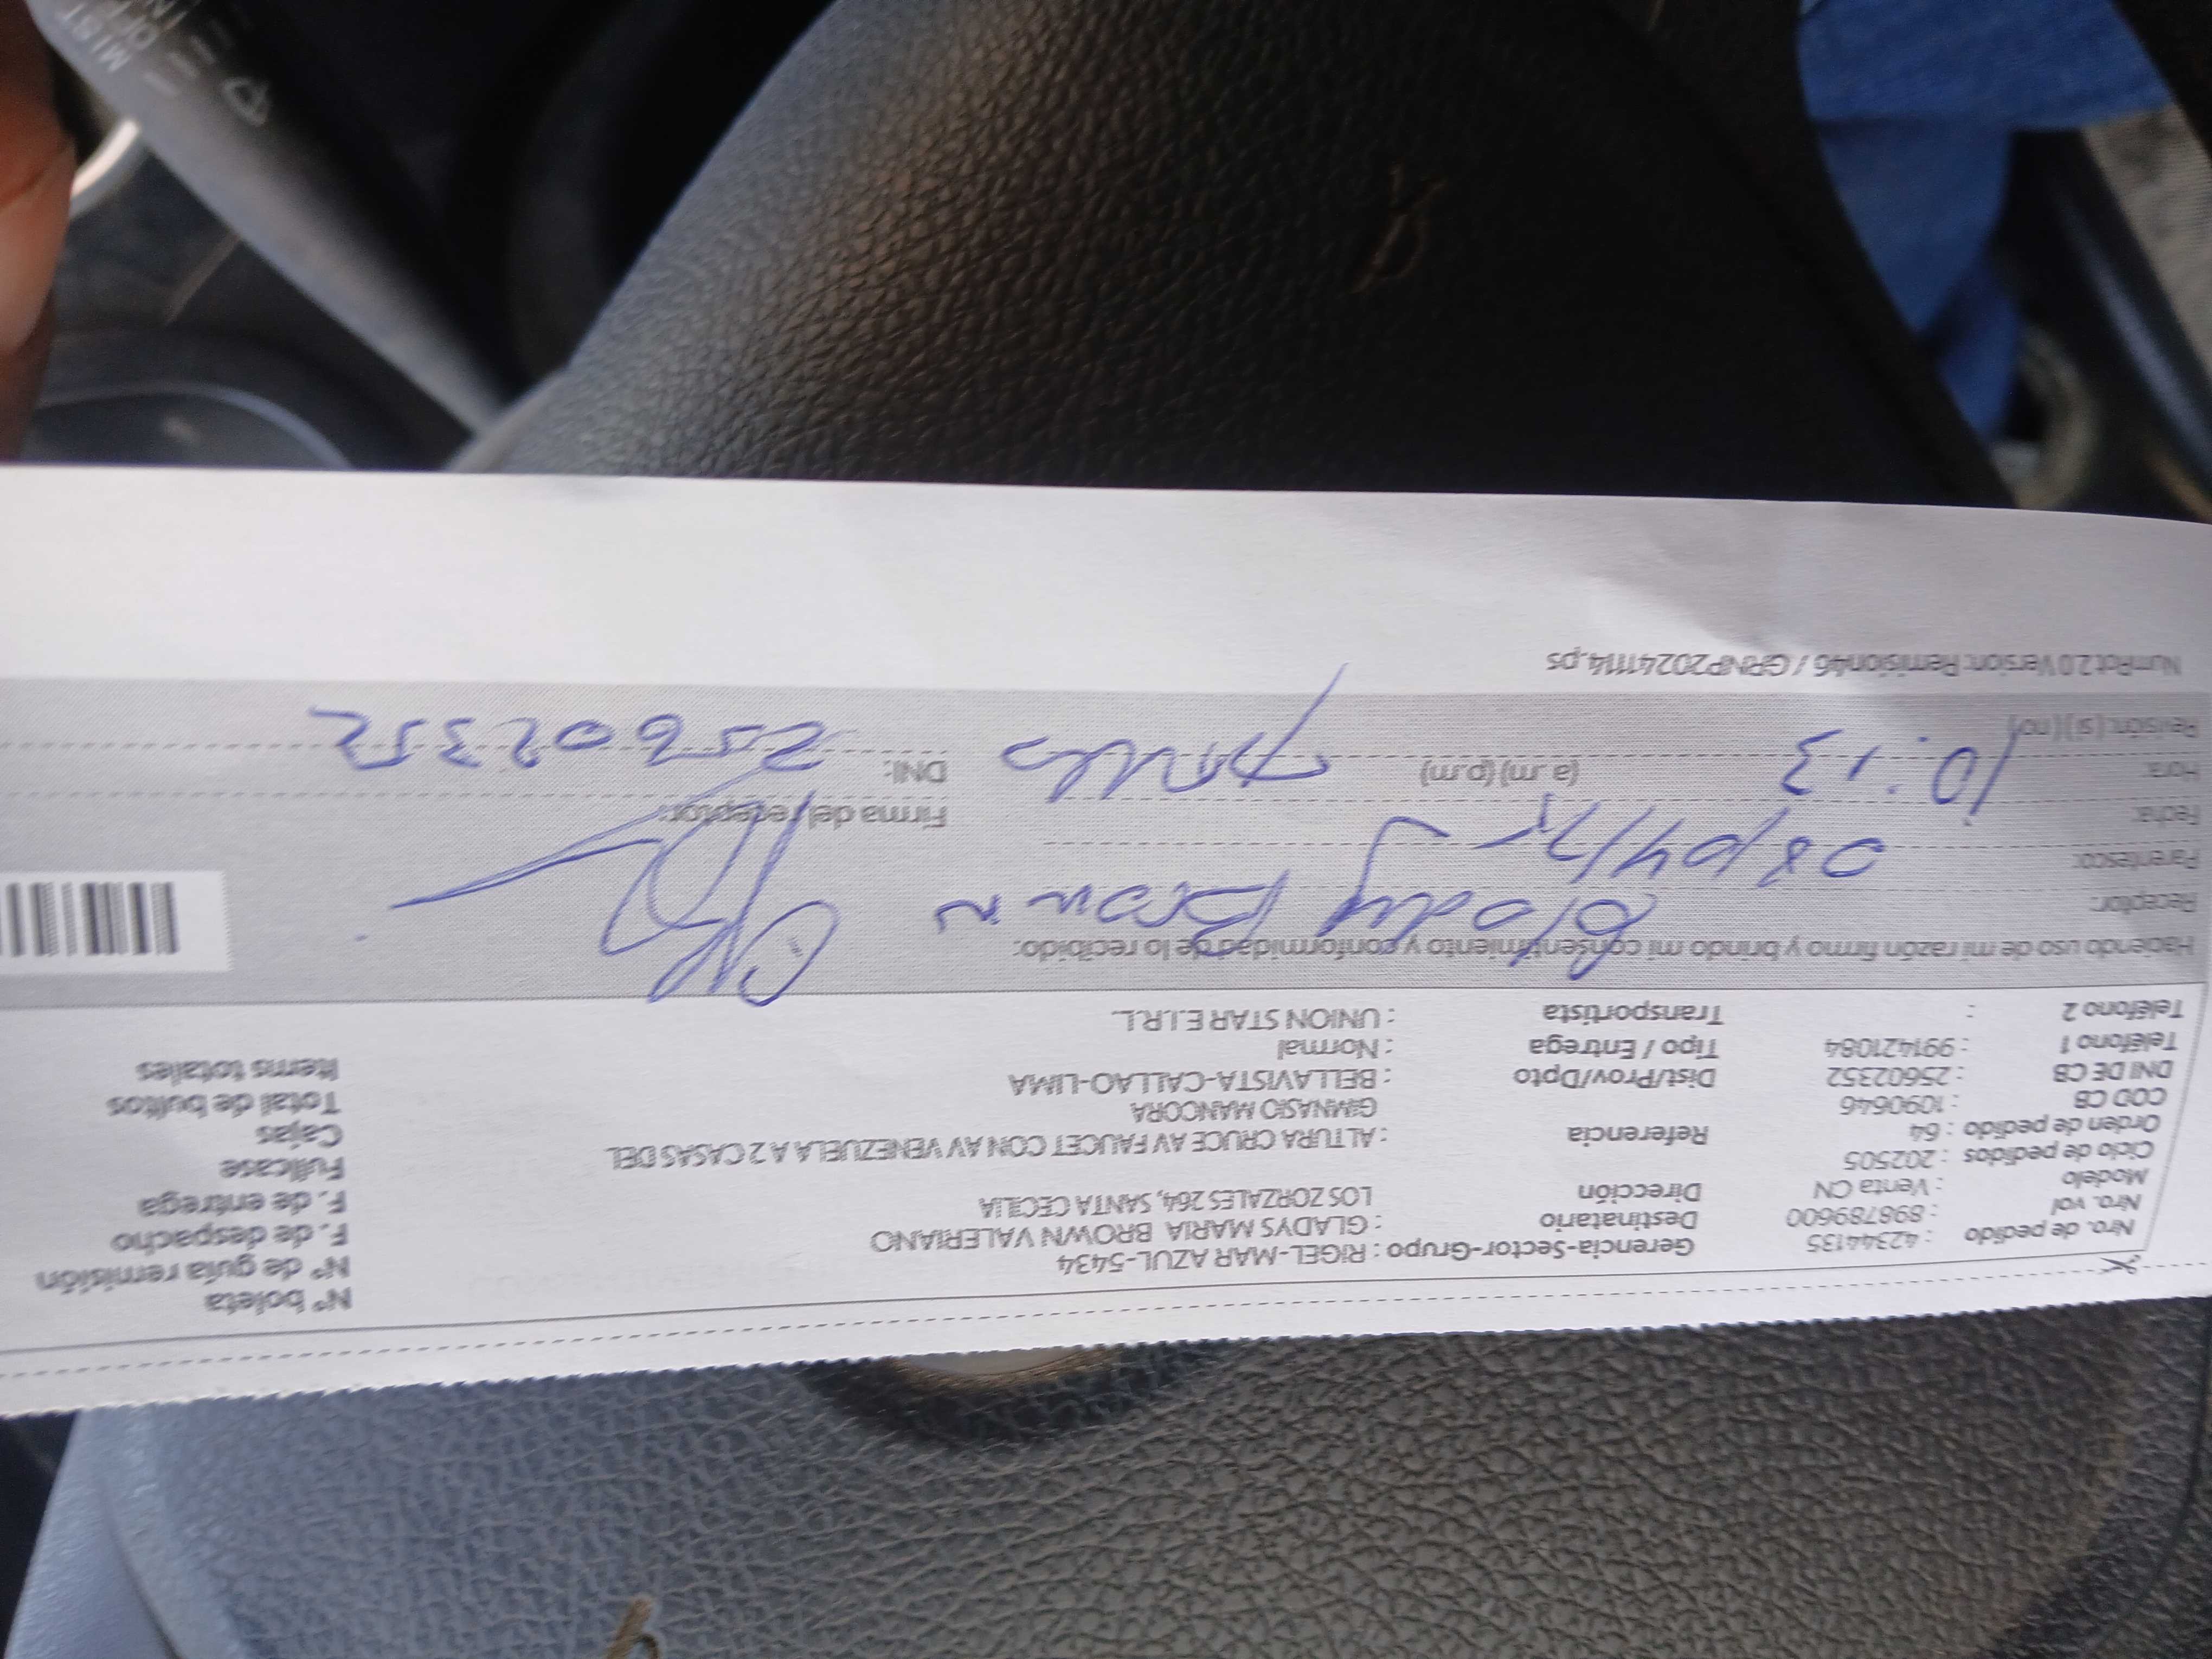 Nro. de pedido : 42344135 Gerencia-Sector-Grupo : RIGEL-MAR AZUL-5434 N° boleta
Nro. vol : 898789600 Destinatario : GLADYS MARIA BROWN VALERIANO N° de guía remisión
Modelo : Venta CN Dirección LOS ZORZALES 264, SANTA CECILIA F. de despacho
Ciclo de pedidos : 202505 F. de entrega
Orden de pedido : 64 Referencia : ALTURA CRUCE AV FAUCET CON AV VENEZUELA A 2 CASAS DEL Fullcase
COD CB : 1090646 GIMNASIO MANCORA Cajas
DNI DE CB : 25602352 Dist/Prov/Dpto : BELLAVISTA-CALLAO-LIMA Total de bultos
Teléfono 1 : 991421084 Tipo / Entrega : Normal Items totales
Teléfono 2 : Transportista : UNION STAR E.I.R.L.
Haciendo uso de mi razón firmo y brindo mi consentimiento y conformidad de lo recibido:
Receptor: Glady Brown
Parentesco:
Fecha: 08/04/25 Firma del receptor:
Hora: 10:13 (a.m) (p.m) DNI: 25602352
Revisión: ( si ) ( no )
NumRot 2.0 Version: Remision46 / GRNP20241114.ps